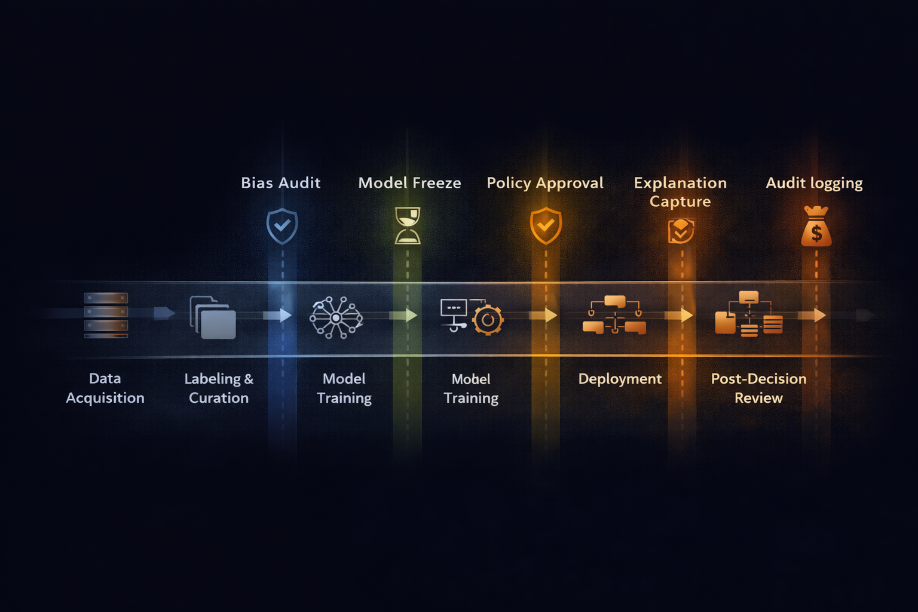 Bias Audit
Model Freeze
Policy Approval
Explanation
Capture
Audit logging
$
Data
Acquisition
Labeling &
Curation
Model
Training
Mobel
Training
Deployment
Post-Decision
Review